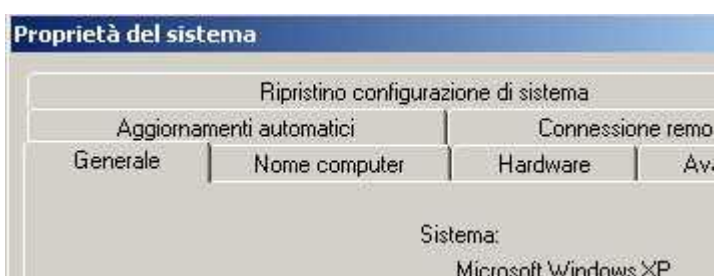 Proprietà del sistema
Ripristino configurazione di sistema
Aggiornamenti automatici Connessione remo
Generale Nome computer Hardware Ava
Sistema:
Microsoft Windows XP